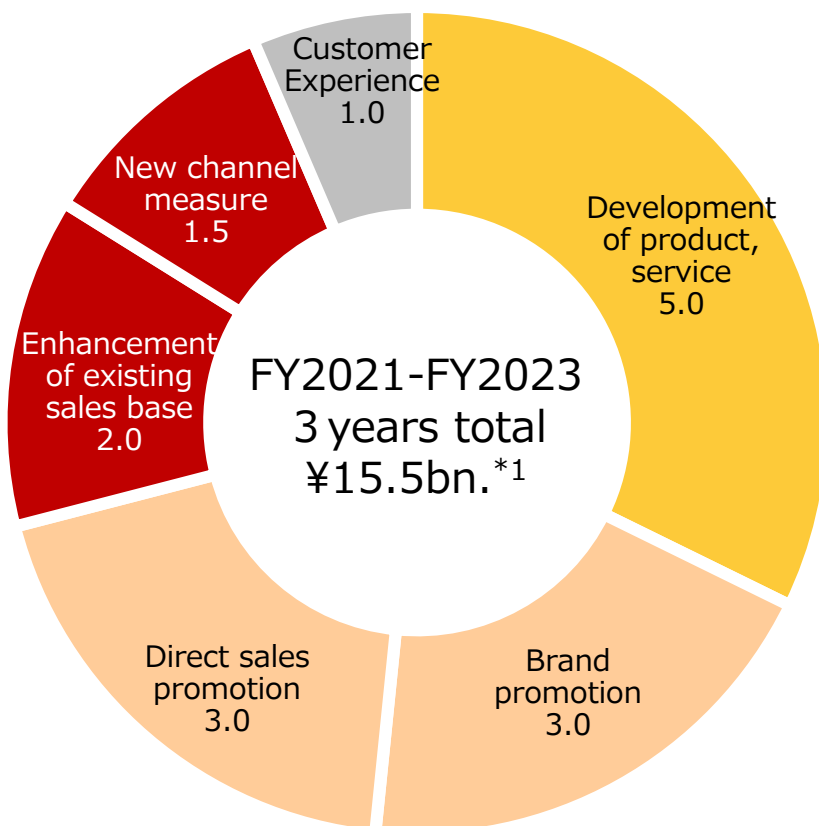 Customer
Experience
1.0
New channel
measure
1.5
Development
of product,
service
5.0
Enhancement
of existing
sales base
2.0
FY2021-FY2023
3 years total
¥15.5bn.*1
Direct sales
promotion
3.0
Brand
promotion
3.0